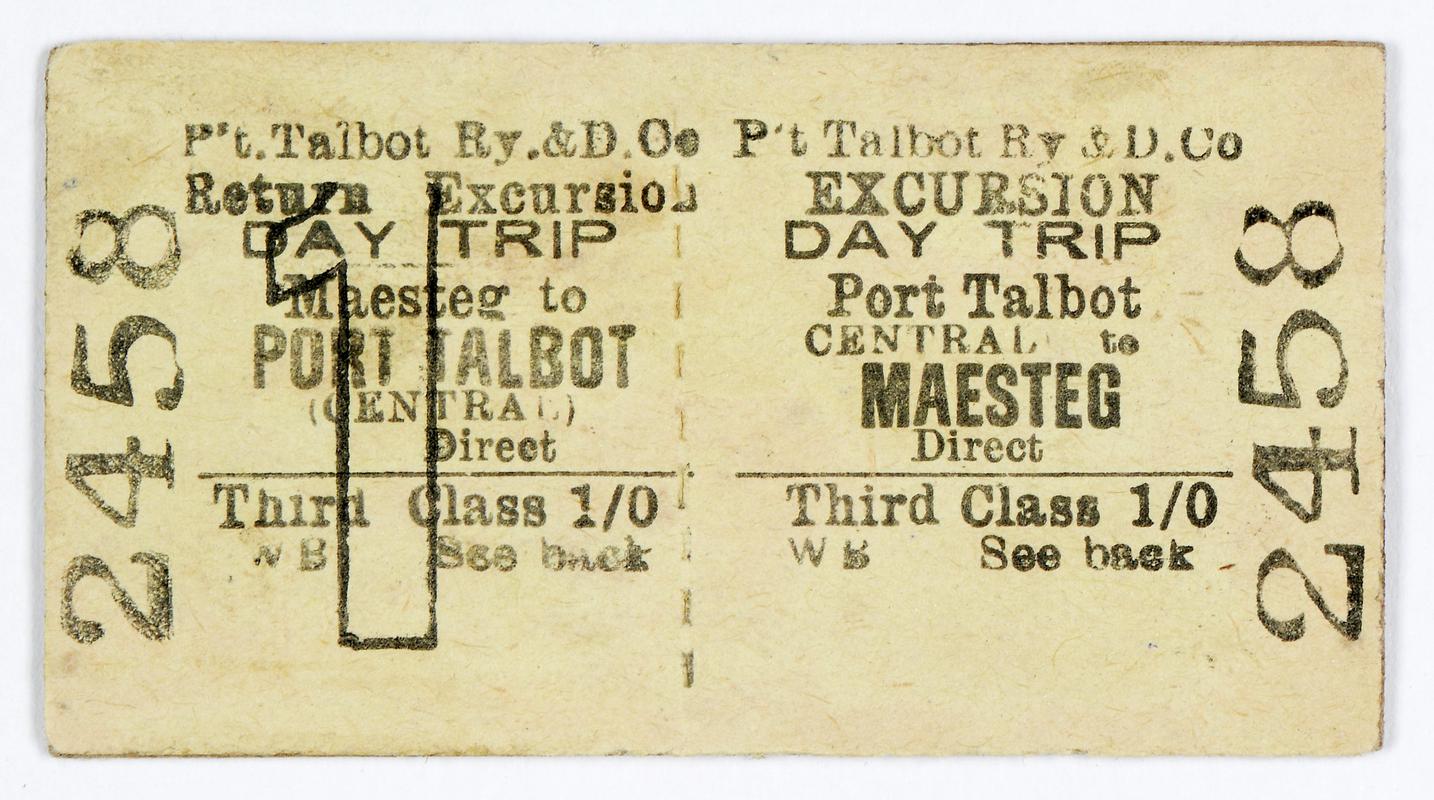 2458
P't. Talbot Ry. & D. Co
Return Excursion
DAY TRIP
Maesteg to
PORT TALBOT
(CENTRAL)
Direct
Third Class 1/0
W B See back
1
P't Talbot Ry & D. Co
EXCURSION
DAY TRIP
Port Talbot
CENTRAL to
MAESTEG
Direct
Third Class 1/0
W B See back
2458